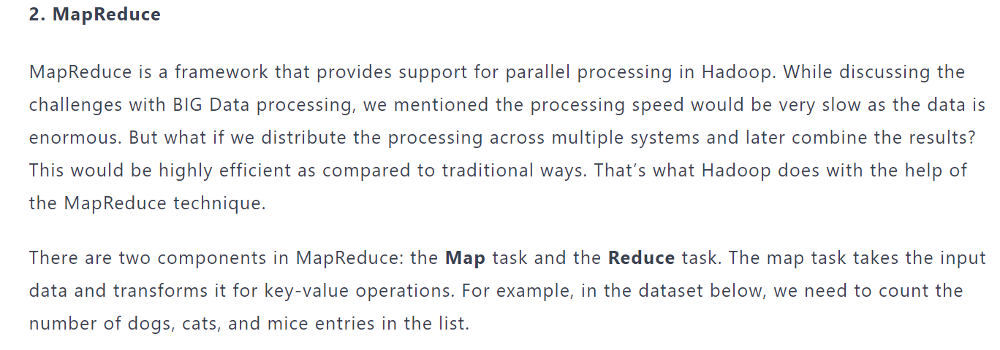 2. MapReduce
MapReduce is a framework that provides support for parallel processing in Hadoop. While discussing the
challenges with BIG Data processing, we mentioned the processing speed would be very slow as the data is
enormous. But what if we distribute the processing across multiple systems and later combine the results?
This would be highly efficient as compared to traditional ways. That’s what Hadoop does with the help of
the MapReduce technique.
There are two components in MapReduce: the Map task and the Reduce task. The map task takes the input
data and transforms it for key-value operations. For example, in the dataset below, we need to count the
number of dogs, cats, and mice entries in the list.